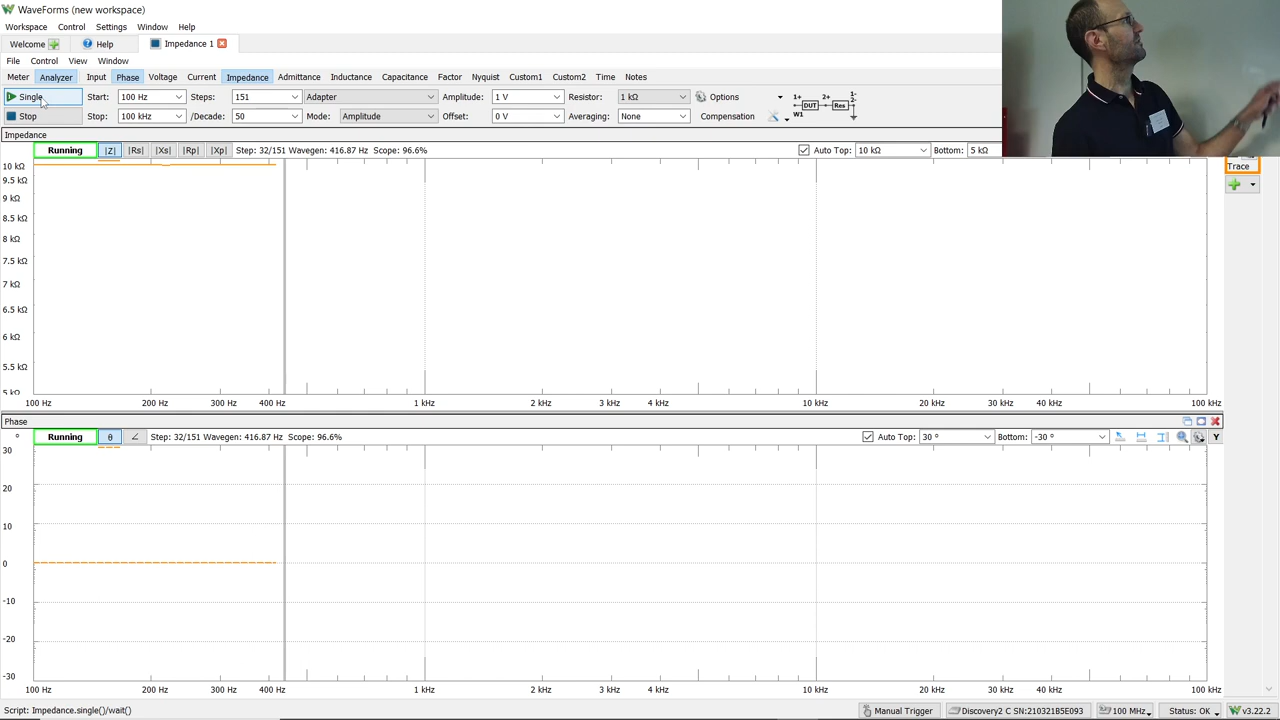 WaveForms (new workspace)
Workspace Control Settings Window Help
Welcome Help Impedance 1
File Control View Window
Meter Analyzer Input Phase Voltage Current Impedance Admittance Inductance Capacitance Factor Nyquist Custom1 Custom2 Time Notes
Single Start: 100 Hz Steps: 151 Adapter Amplitude: 1 V Resistor: 1 kΩ Options
Stop Stop: 100 kHz /Decade: 50 Mode: Amplitude Offset: 0 V Averaging: None Compensation
1+ 2+ 1- 2-
DUT Res
W1
Impedance
Running |Z| |Rs| |Xs| |Rp| |Xp| Step: 32/151 Wavegen: 416.87 Hz Scope: 96.6% Auto Top: 10 kΩ Bottom: 5 kΩ
Trace
10 kΩ
9.5 kΩ
9 kΩ
8.5 kΩ
8 kΩ
7.5 kΩ
7 kΩ
6.5 kΩ
6 kΩ
5.5 kΩ
5 kΩ
100 Hz 200 Hz 300 Hz 400 Hz 1 kHz 2 kHz 3 kHz 4 kHz 10 kHz 20 kHz 30 kHz 40 kHz 100 kHz
Phase
° Running θ ∠ Step: 32/151 Wavegen: 416.87 Hz Scope: 96.6% Auto Top: 30 ° Bottom: -30 ° Y
30
20
10
0
-10
-20
-30
100 Hz 200 Hz 300 Hz 400 Hz 1 kHz 2 kHz 3 kHz 4 kHz 10 kHz 20 kHz 30 kHz 40 kHz 100 kHz
Script: Impedance.single()/wait() Manual Trigger Discovery2 C SN:210321B5E093 100 MHz Status: OK v3.22.2